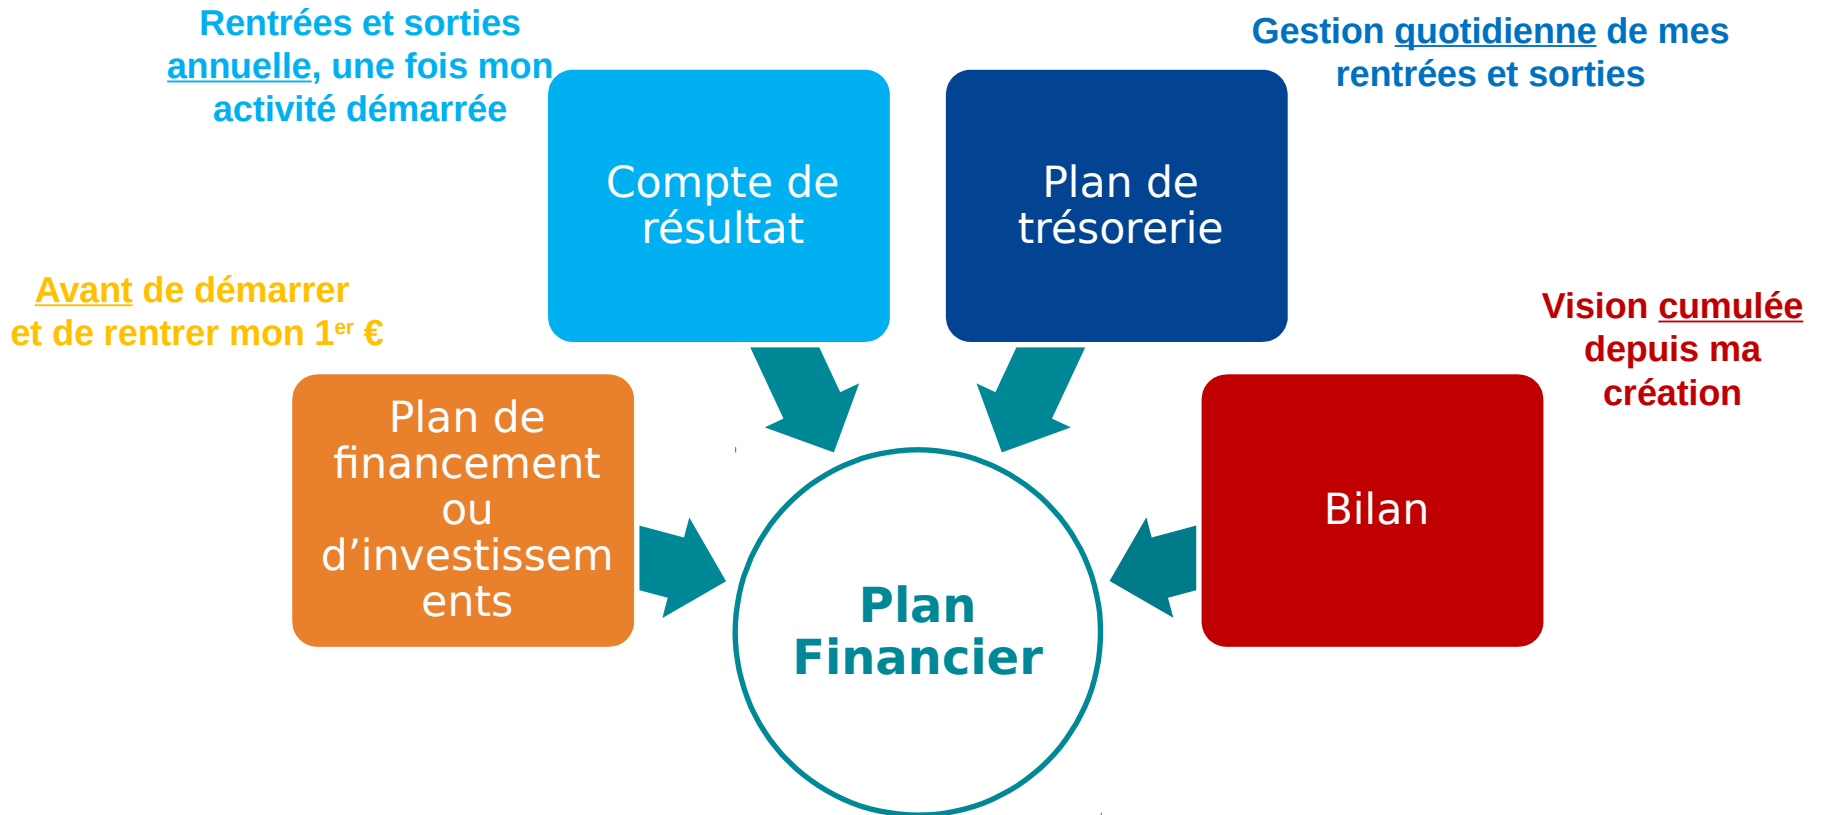 Rentrées et sorties
annuelle, une fois mon
activité démarrée
Gestion quotidienne de mes
rentrées et sorties
Compte de
résultat
Plan de
trésorerie
Avant de démarrer
et de rentrer mon 1er €
Vision cumulée
depuis ma
création
Plan de
financement
ou
d’investissem
ents
Bilan
Plan
Financier